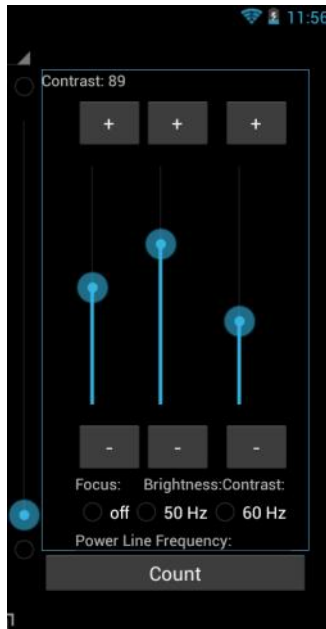 11:56
Contrast: 89
+ + +
- - -
Focus: Brightness:Contrast:
off 50 Hz 60 Hz
Power Line Frequency:
Count